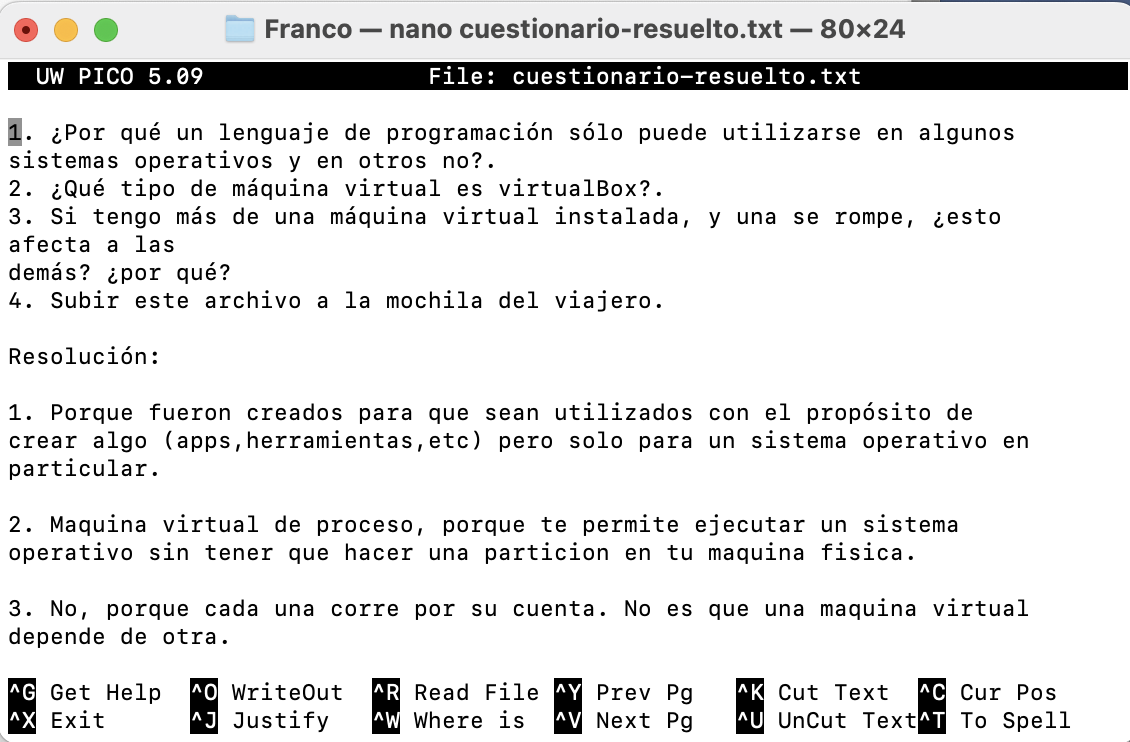 Franco — nano cuestionario-resuelto.txt — 80×24
UW PICO 5.09 File: cuestionario-resuelto.txt
1. ¿Por qué un lenguaje de programación sólo puede utilizarse en algunos
sistemas operativos y en otros no?.
2. ¿Qué tipo de máquina virtual es virtualBox?.
3. Si tengo más de una máquina virtual instalada, y una se rompe, ¿esto
afecta a las
demás? ¿por qué?
4. Subir este archivo a la mochila del viajero.
Resolución:
1. Porque fueron creados para que sean utilizados con el propósito de
crear algo (apps,herramientas,etc) pero solo para un sistema operativo en
particular.
2. Maquina virtual de proceso, porque te permite ejecutar un sistema
operativo sin tener que hacer una particion en tu maquina fisica.
3. No, porque cada una corre por su cuenta. No es que una maquina virtual
depende de otra.
^G Get Help ^O WriteOut ^R Read File ^Y Prev Pg ^K Cut Text ^C Cur Pos
^X Exit ^J Justify ^W Where is ^V Next Pg ^U UnCut Text ^T To Spell